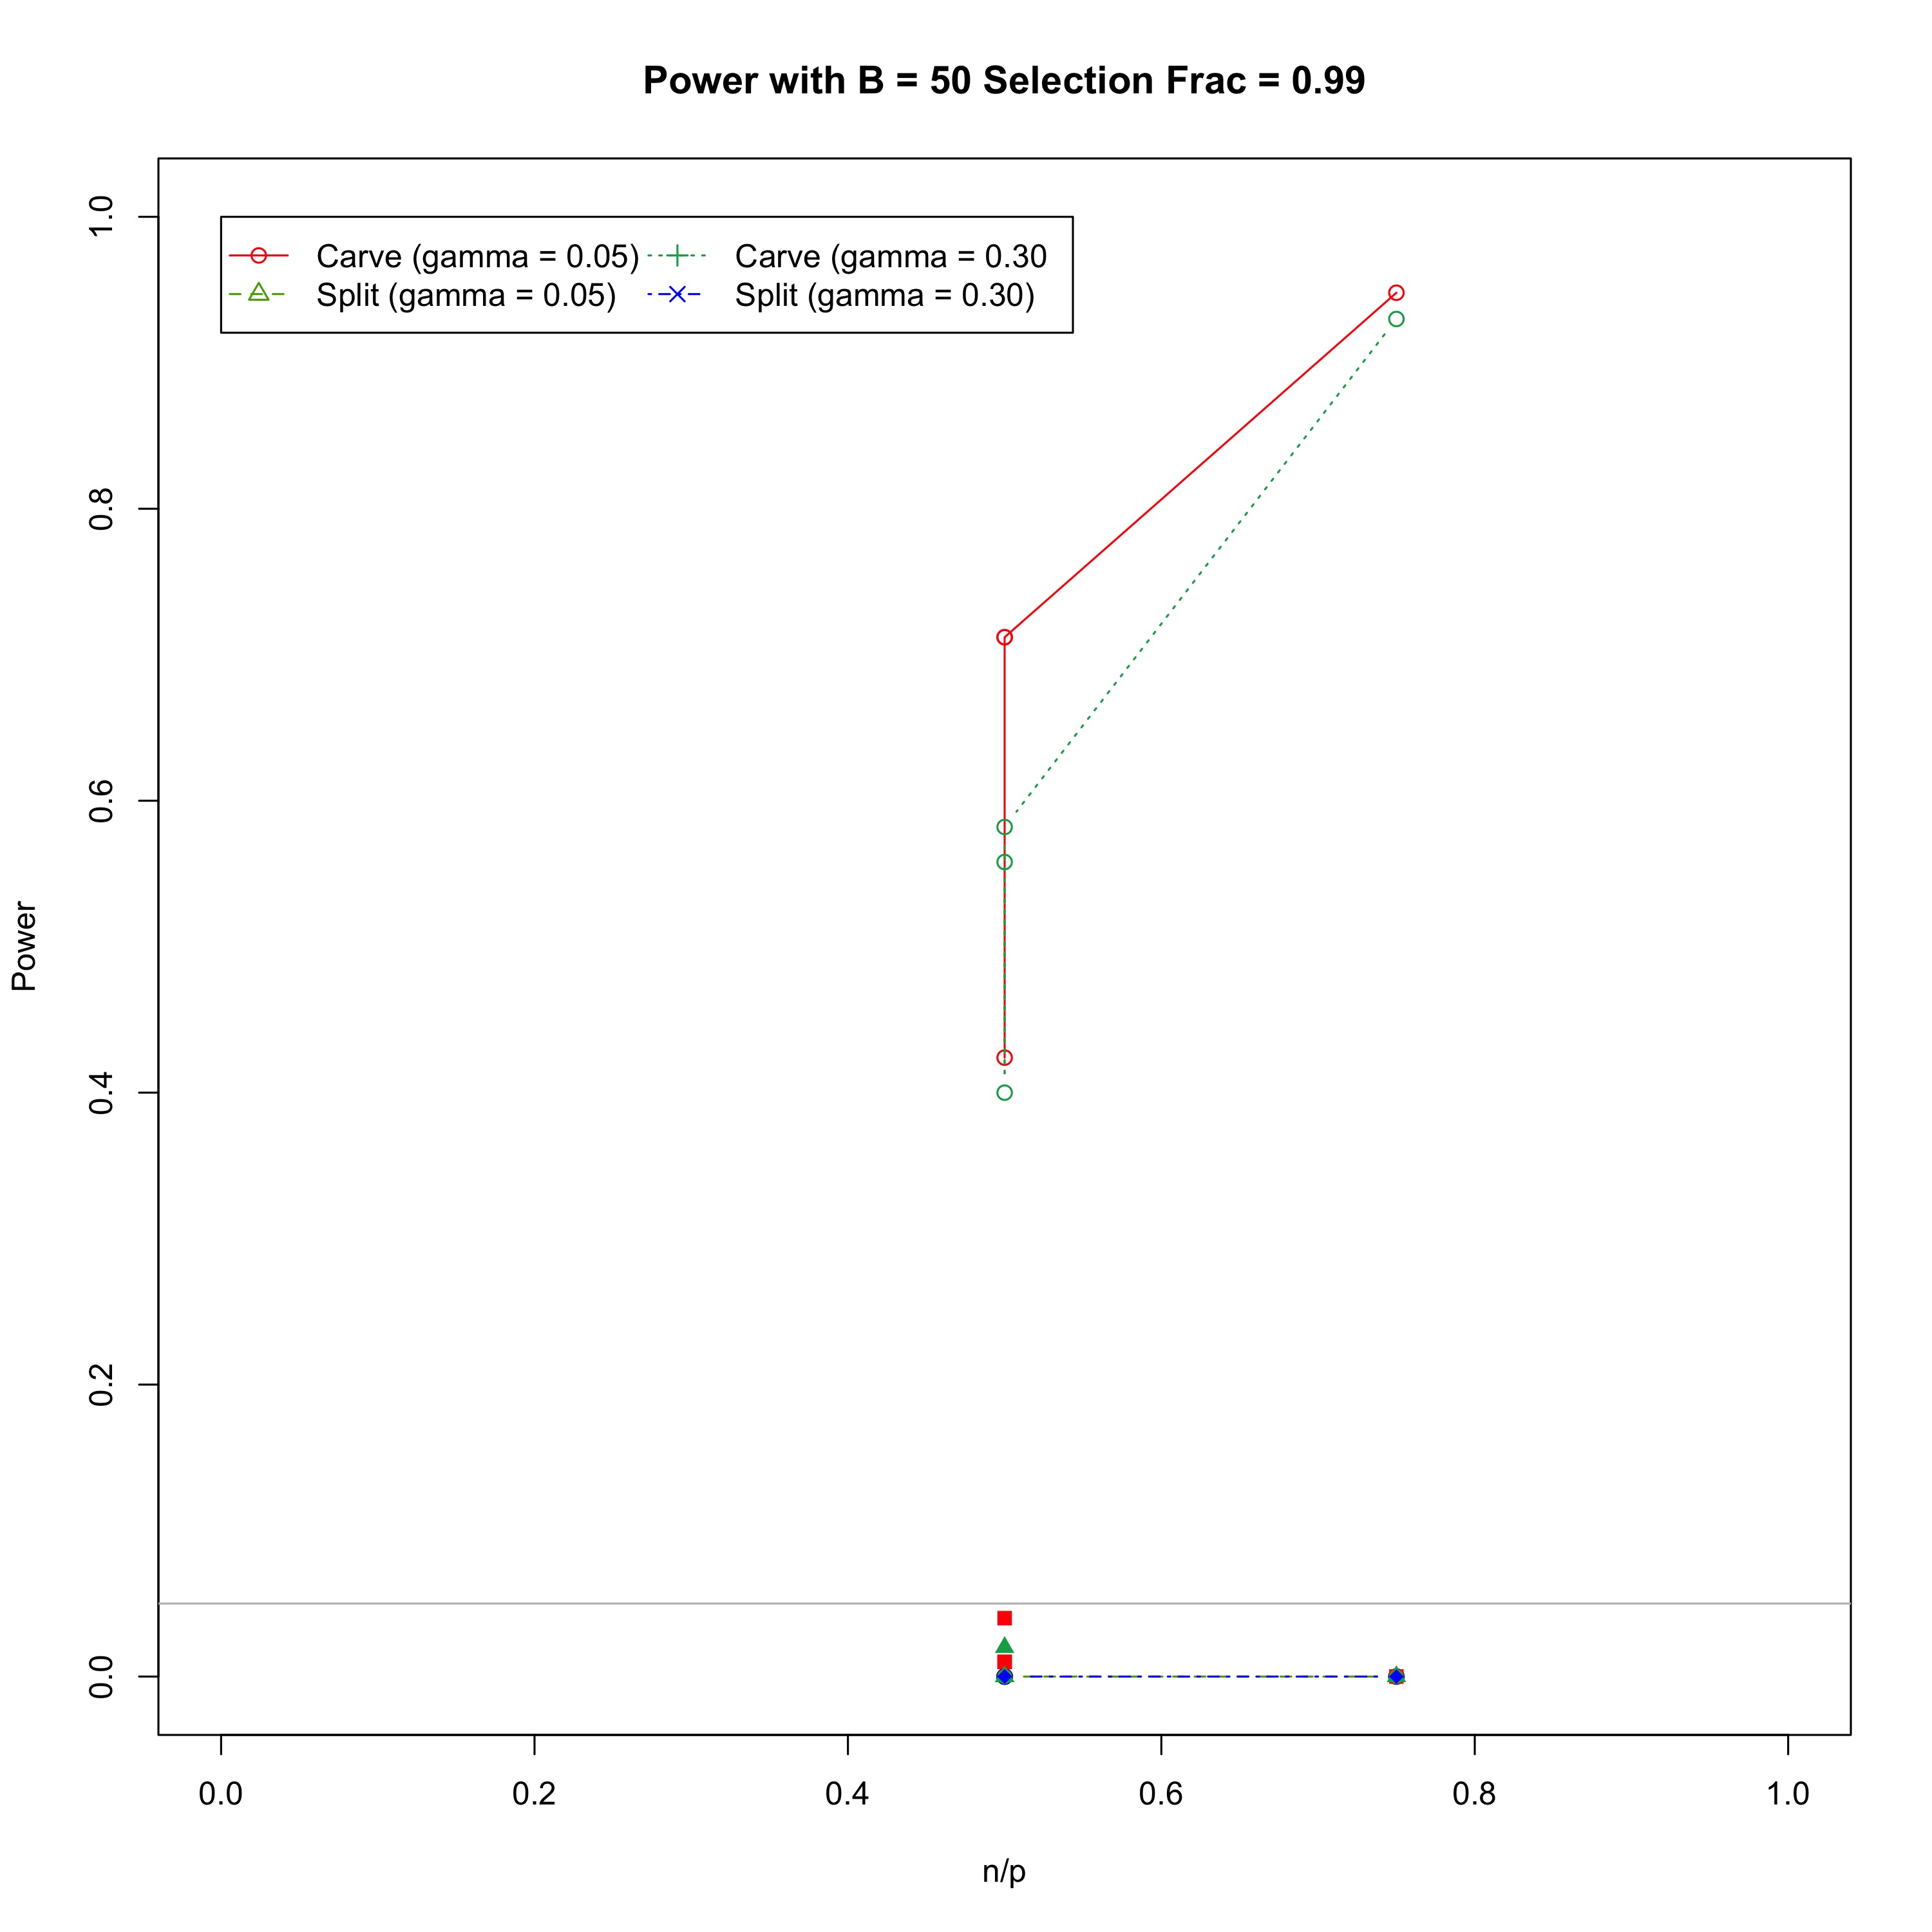 Power with B = 50 Selection Frac = 0.99
Carve (gamma = 0.05) Carve (gamma = 0.30
Split (gamma = 0.05) Split (gamma = 0.30)
1.0
0.8
0.6
0.4
0.2
0.0
Power
0.0 0.2 0.4 0.6 0.8 1.0
n/p